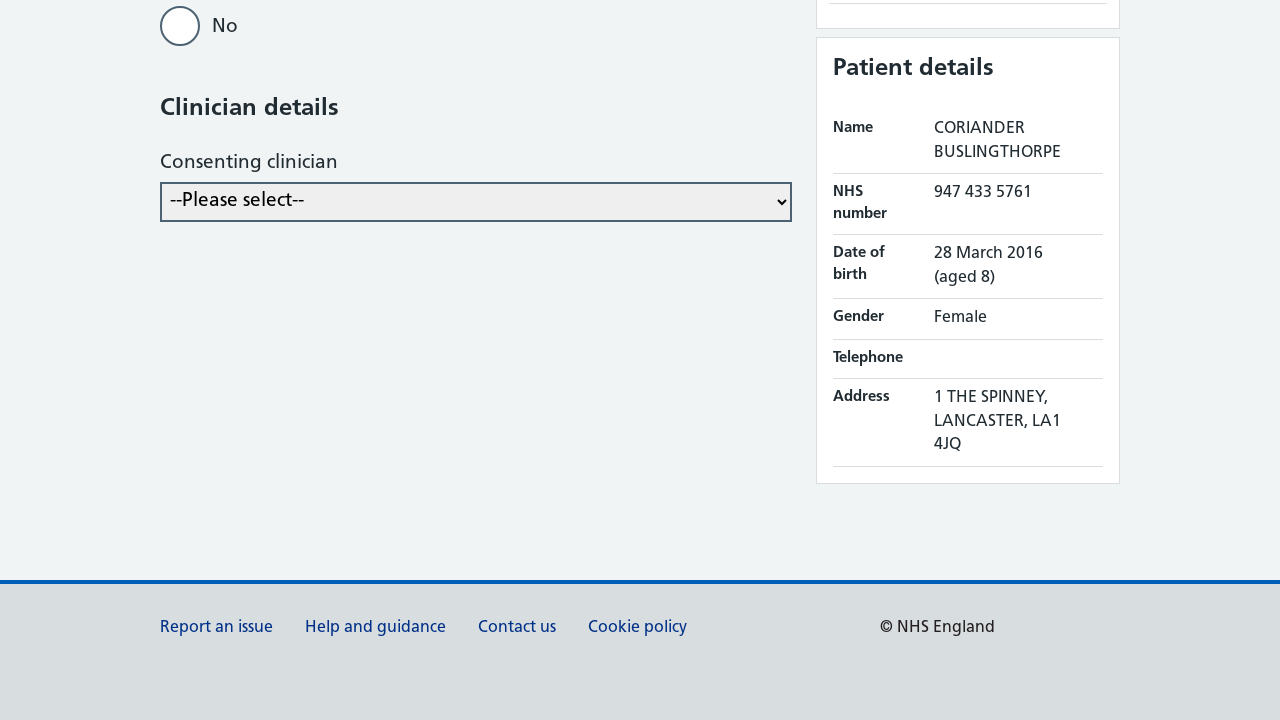 No
Clinician details
Consenting clinician
--Please select--
Patient details
Name CORIANDER
BUSLINGTHORPE
NHS number 947 433 5761
Date of birth 28 March 2016
(aged 8)
Gender Female
Telephone
Address 1 THE SPINNEY,
LANCASTER, LA1
4JQ
Report an issue Help and guidance Contact us Cookie policy © NHS England